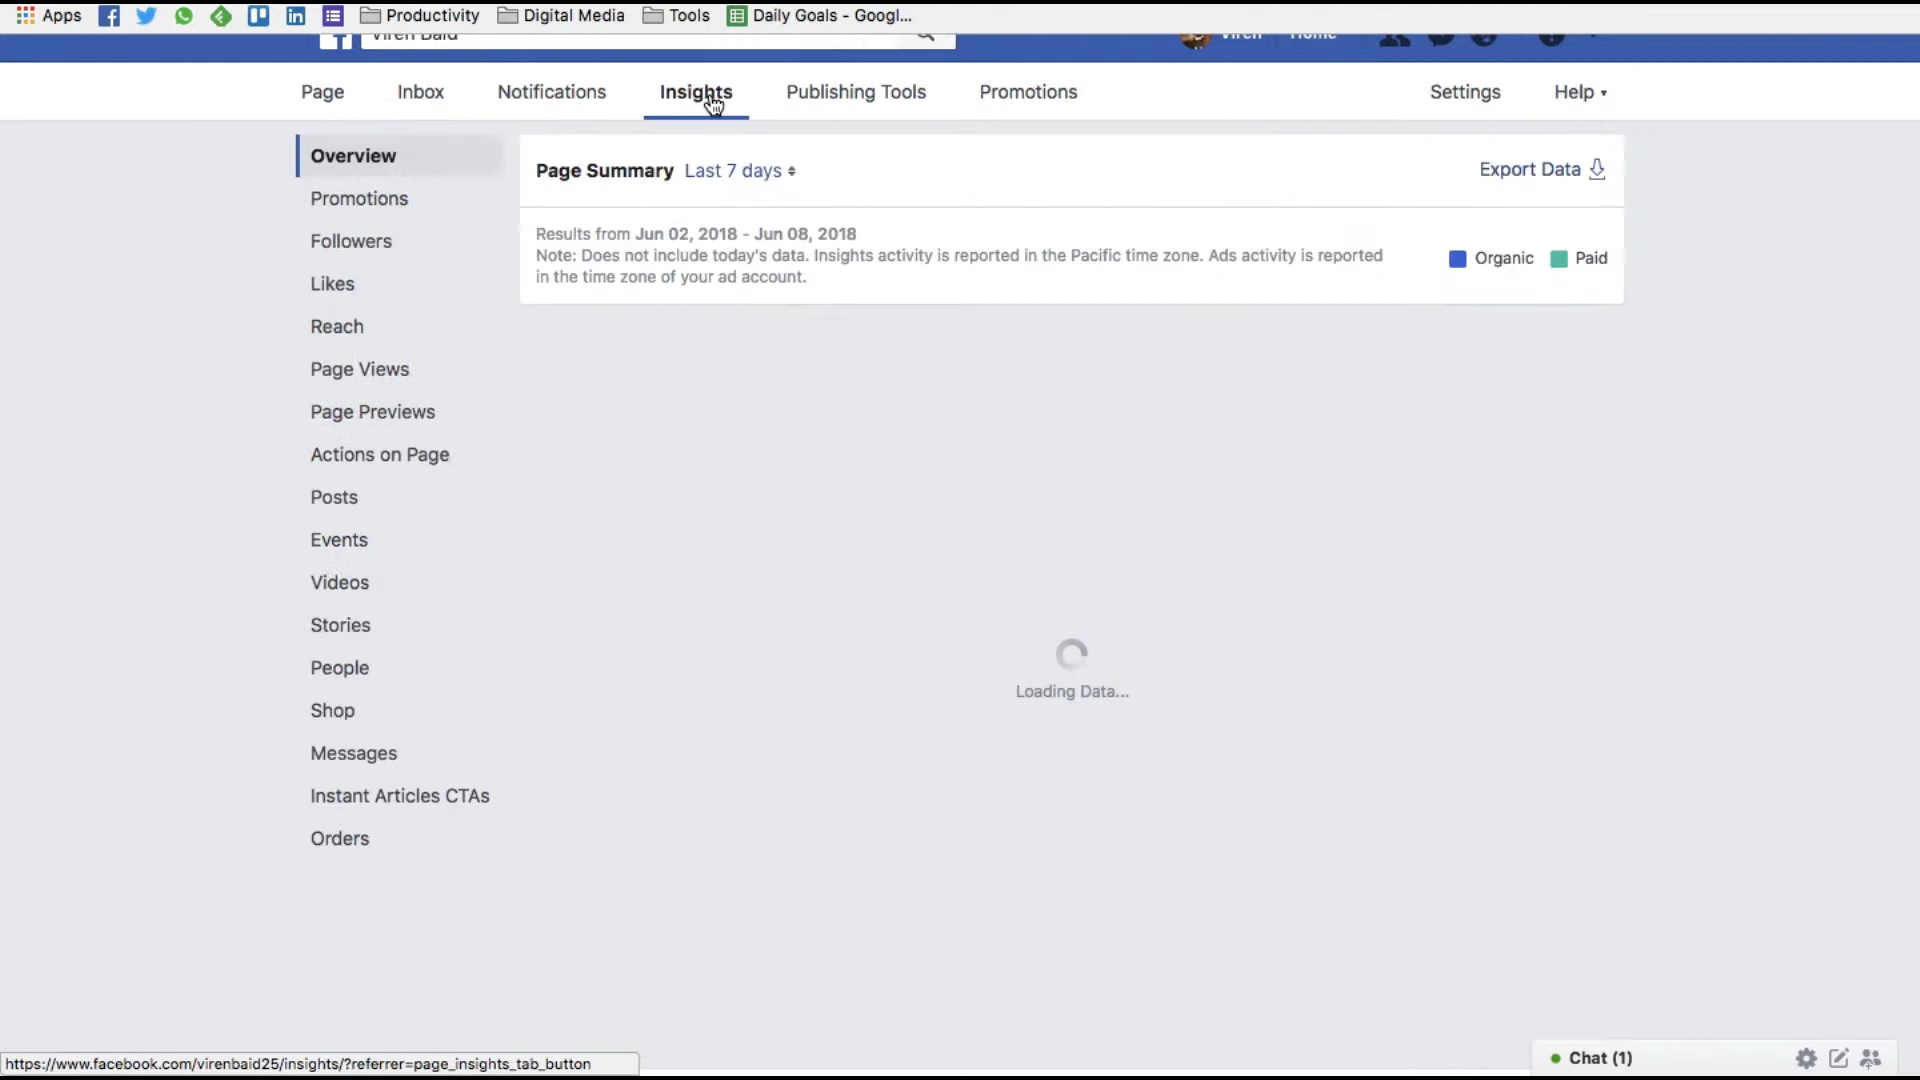 Apps Productivity Digital Media Tools Daily Goals - Googl...
Viren Baid Viren Home
Page Inbox Notifications Insights Publishing Tools Promotions Settings Help
Overview
Promotions
Followers
Likes
Reach
Page Views
Page Previews
Actions on Page
Posts
Events
Videos
Stories
People
Shop
Messages
Instant Articles CTAs
Orders
Page Summary Last 7 days Export Data
Results from Jun 02, 2018 - Jun 08, 2018
Note: Does not include today's data. Insights activity is reported in the Pacific time zone. Ads activity is reported
in the time zone of your ad account.
Organic Paid
Loading Data...
https://www.facebook.com/virenbaid25/insights/?referrer=page_insights_tab_button
Chat (1)